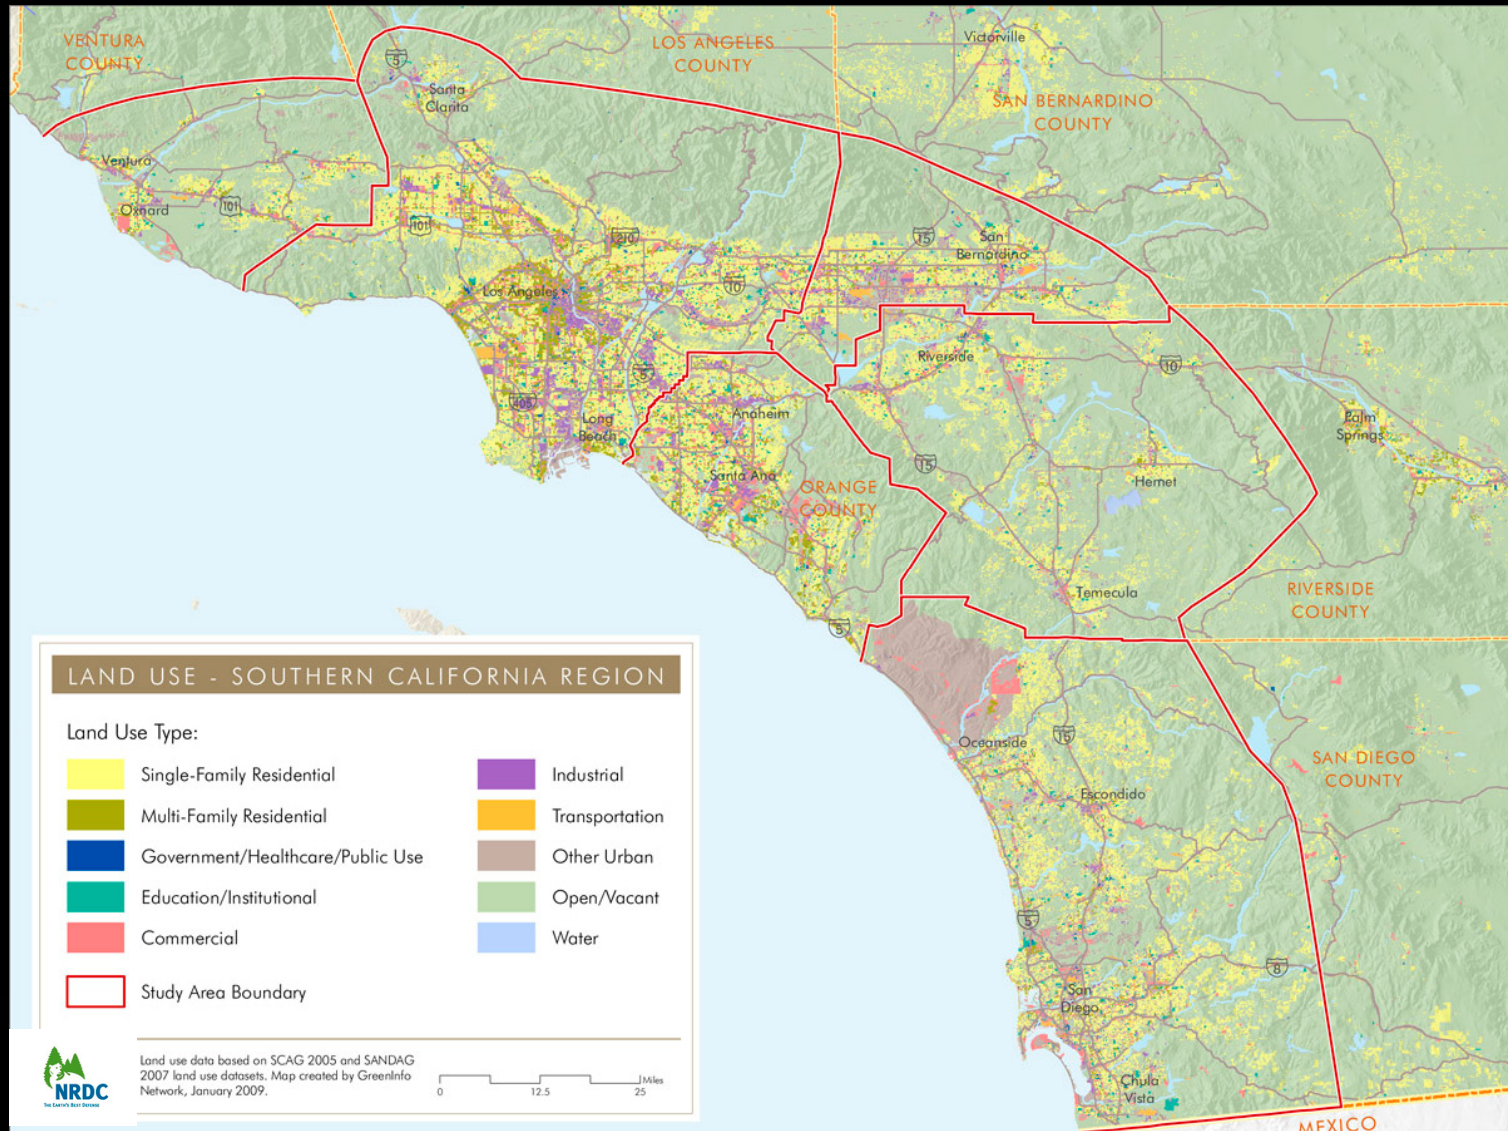 VENTURA
COUNTY
LOS ANGELES
COUNTY
Victorville
SAN BERNARDINO
COUNTY
5
Santa
Clarita
Ventura
Oxnard
101
101
210
15
San
Bernardino
Los Angeles
10
Riverside
10
5
405
Long
Beach
Anaheim
Palm
Springs
Santa Ana
ORANGE
COUNTY
15
Hemet
Temecula
RIVERSIDE
COUNTY
5
Oceanside
15
SAN DIEGO
COUNTY
Escondido
5
8
San
Diego
Chula
Vista
MEXICO
LAND USE - SOUTHERN CALIFORNIA REGION
Land Use Type:
Single-Family Residential
Multi-Family Residential
Government/Healthcare/Public Use
Education/Institutional
Commercial
Industrial
Transportation
Other Urban
Open/Vacant
Water
Study Area Boundary
NRDC
THE EARTH'S BEST DEFENSE
Land use data based on SCAG 2005 and SANDAG
2007 land use datasets. Map created by GreenInfo
Network, January 2009.
Miles
0 12.5 25